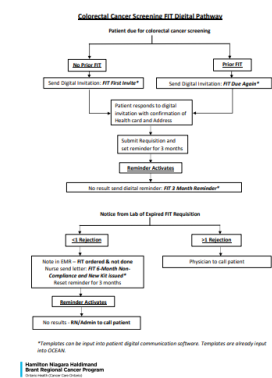 Colorectal Cancer Screening FIT Digital Pathway
Patient due for colorectal cancer screening
No Prior FIT
Prior FIT
Send Digital Invitation: FIT First Invite*
Send Digital Invitation: FIT Due Again*
Patient responds to digital
invitation with confirmation of
Health card and Address
Submit Requisition and
set reminder for 3 months
Reminder Activates
No result send digital reminder: FIT 3 Month Reminder*
Notice from Lab of Expired FIT Requisition
<1 Rejection
>1 Rejection
Note in EMR – FIT ordered & not done
Nurse send letter: FIT 6-Month Non-
Compliance and New Kit Issued*
Reset reminder for 3 months
Physician to call patient
Reminder Activates
No results - RN/Admin to call patient
*Templates can be input into patient digital communication software. Templates are already input
into OCEAN.
Hamilton Niagara Haldimand
Brant Regional Cancer Program
Ontario Health (Cancer Care Ontario)